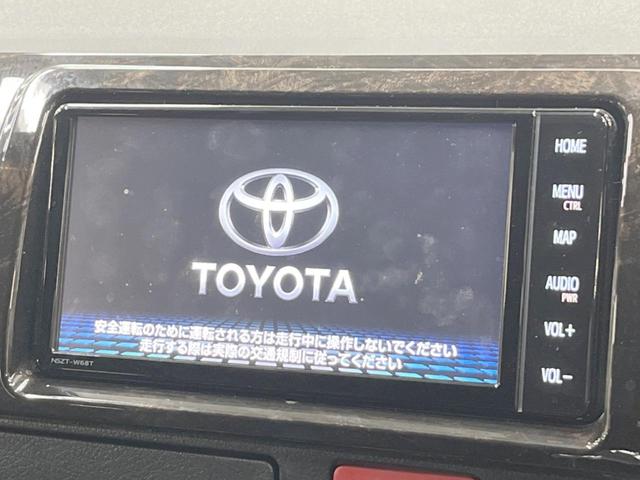 TOYOTA
安全運転のために運転される方は走行中に操作しないでください
走行する際は実際の交通規制に従ってください
NSZT-W68T
HOME
MENU
CTRL
MAP
AUDIO
PWR
VOL+
VOL-